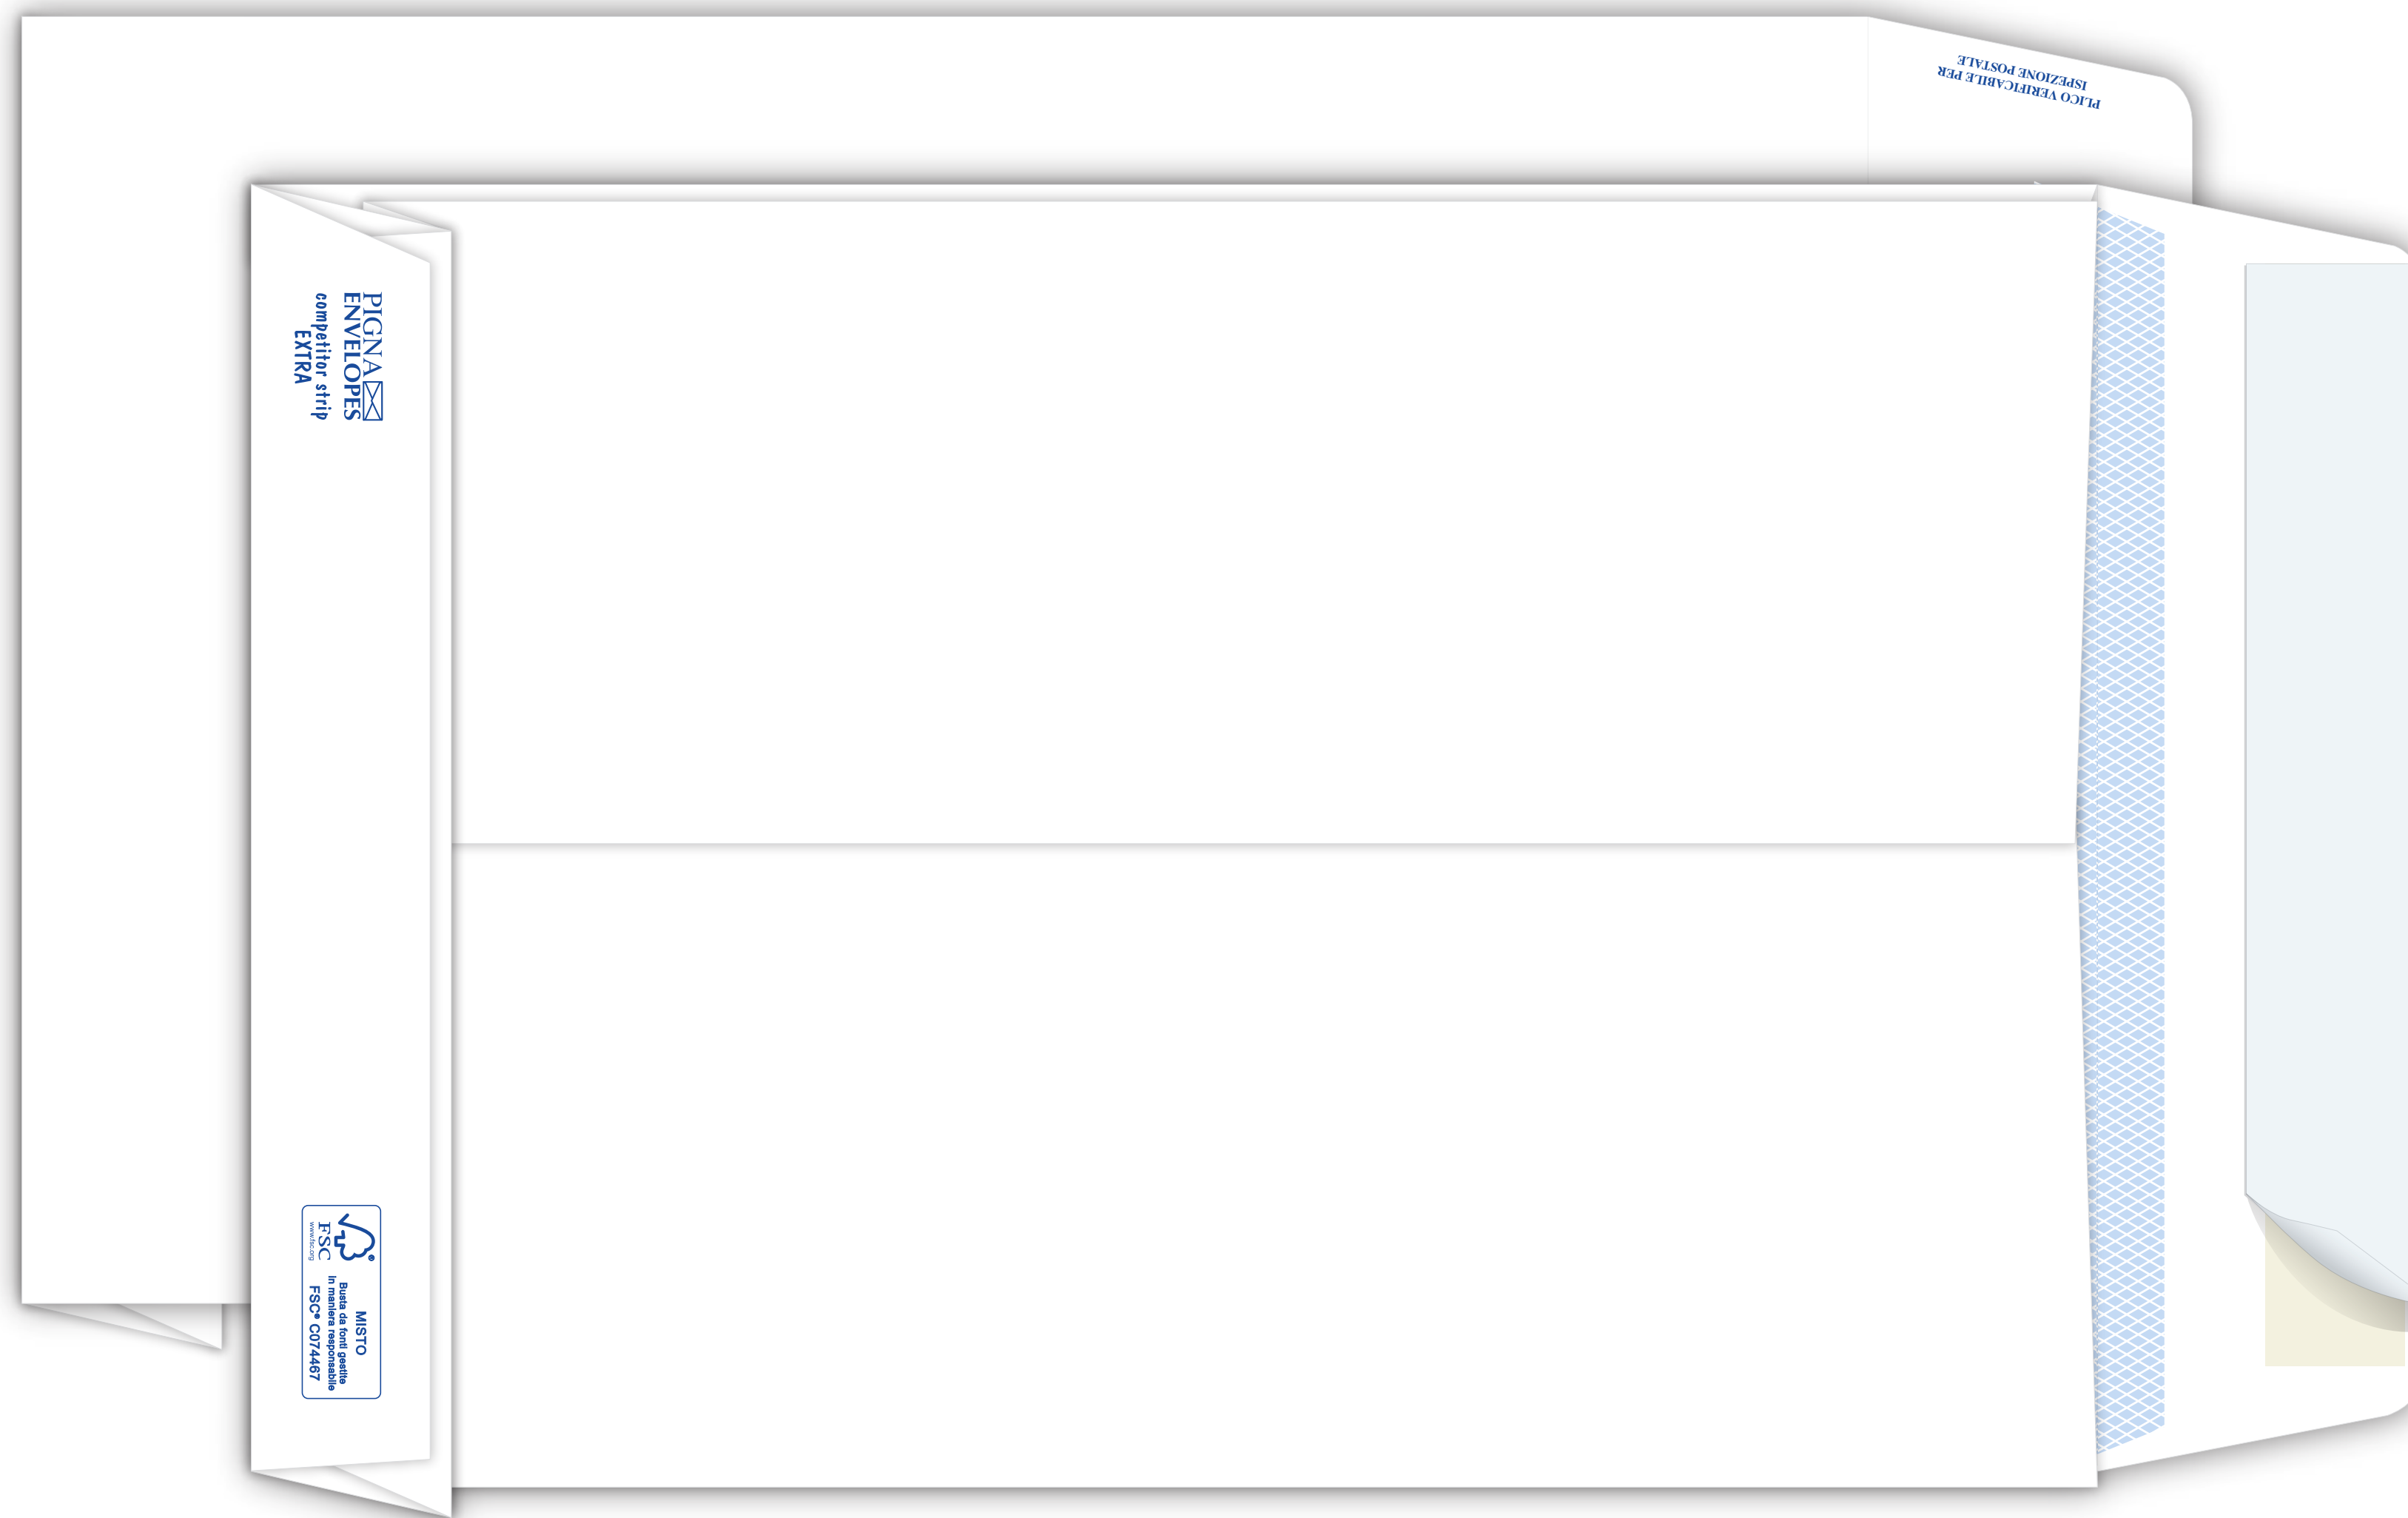 PLICO VERIFICABILE PER
ISPEZIONE POSTALE
PIGNA
ENVELOPES
competitor strip
EXTRA
®
FSC
www.fsc.org
MISTO
Busta da fonti gestite
in maniera responsabile
FSC® C074467